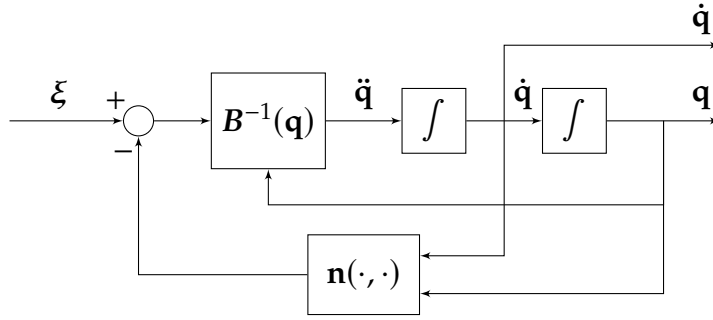 q̇
ξ + B⁻¹(q) q̈ ∫ q̇ ∫ q
−
n(·, ·)